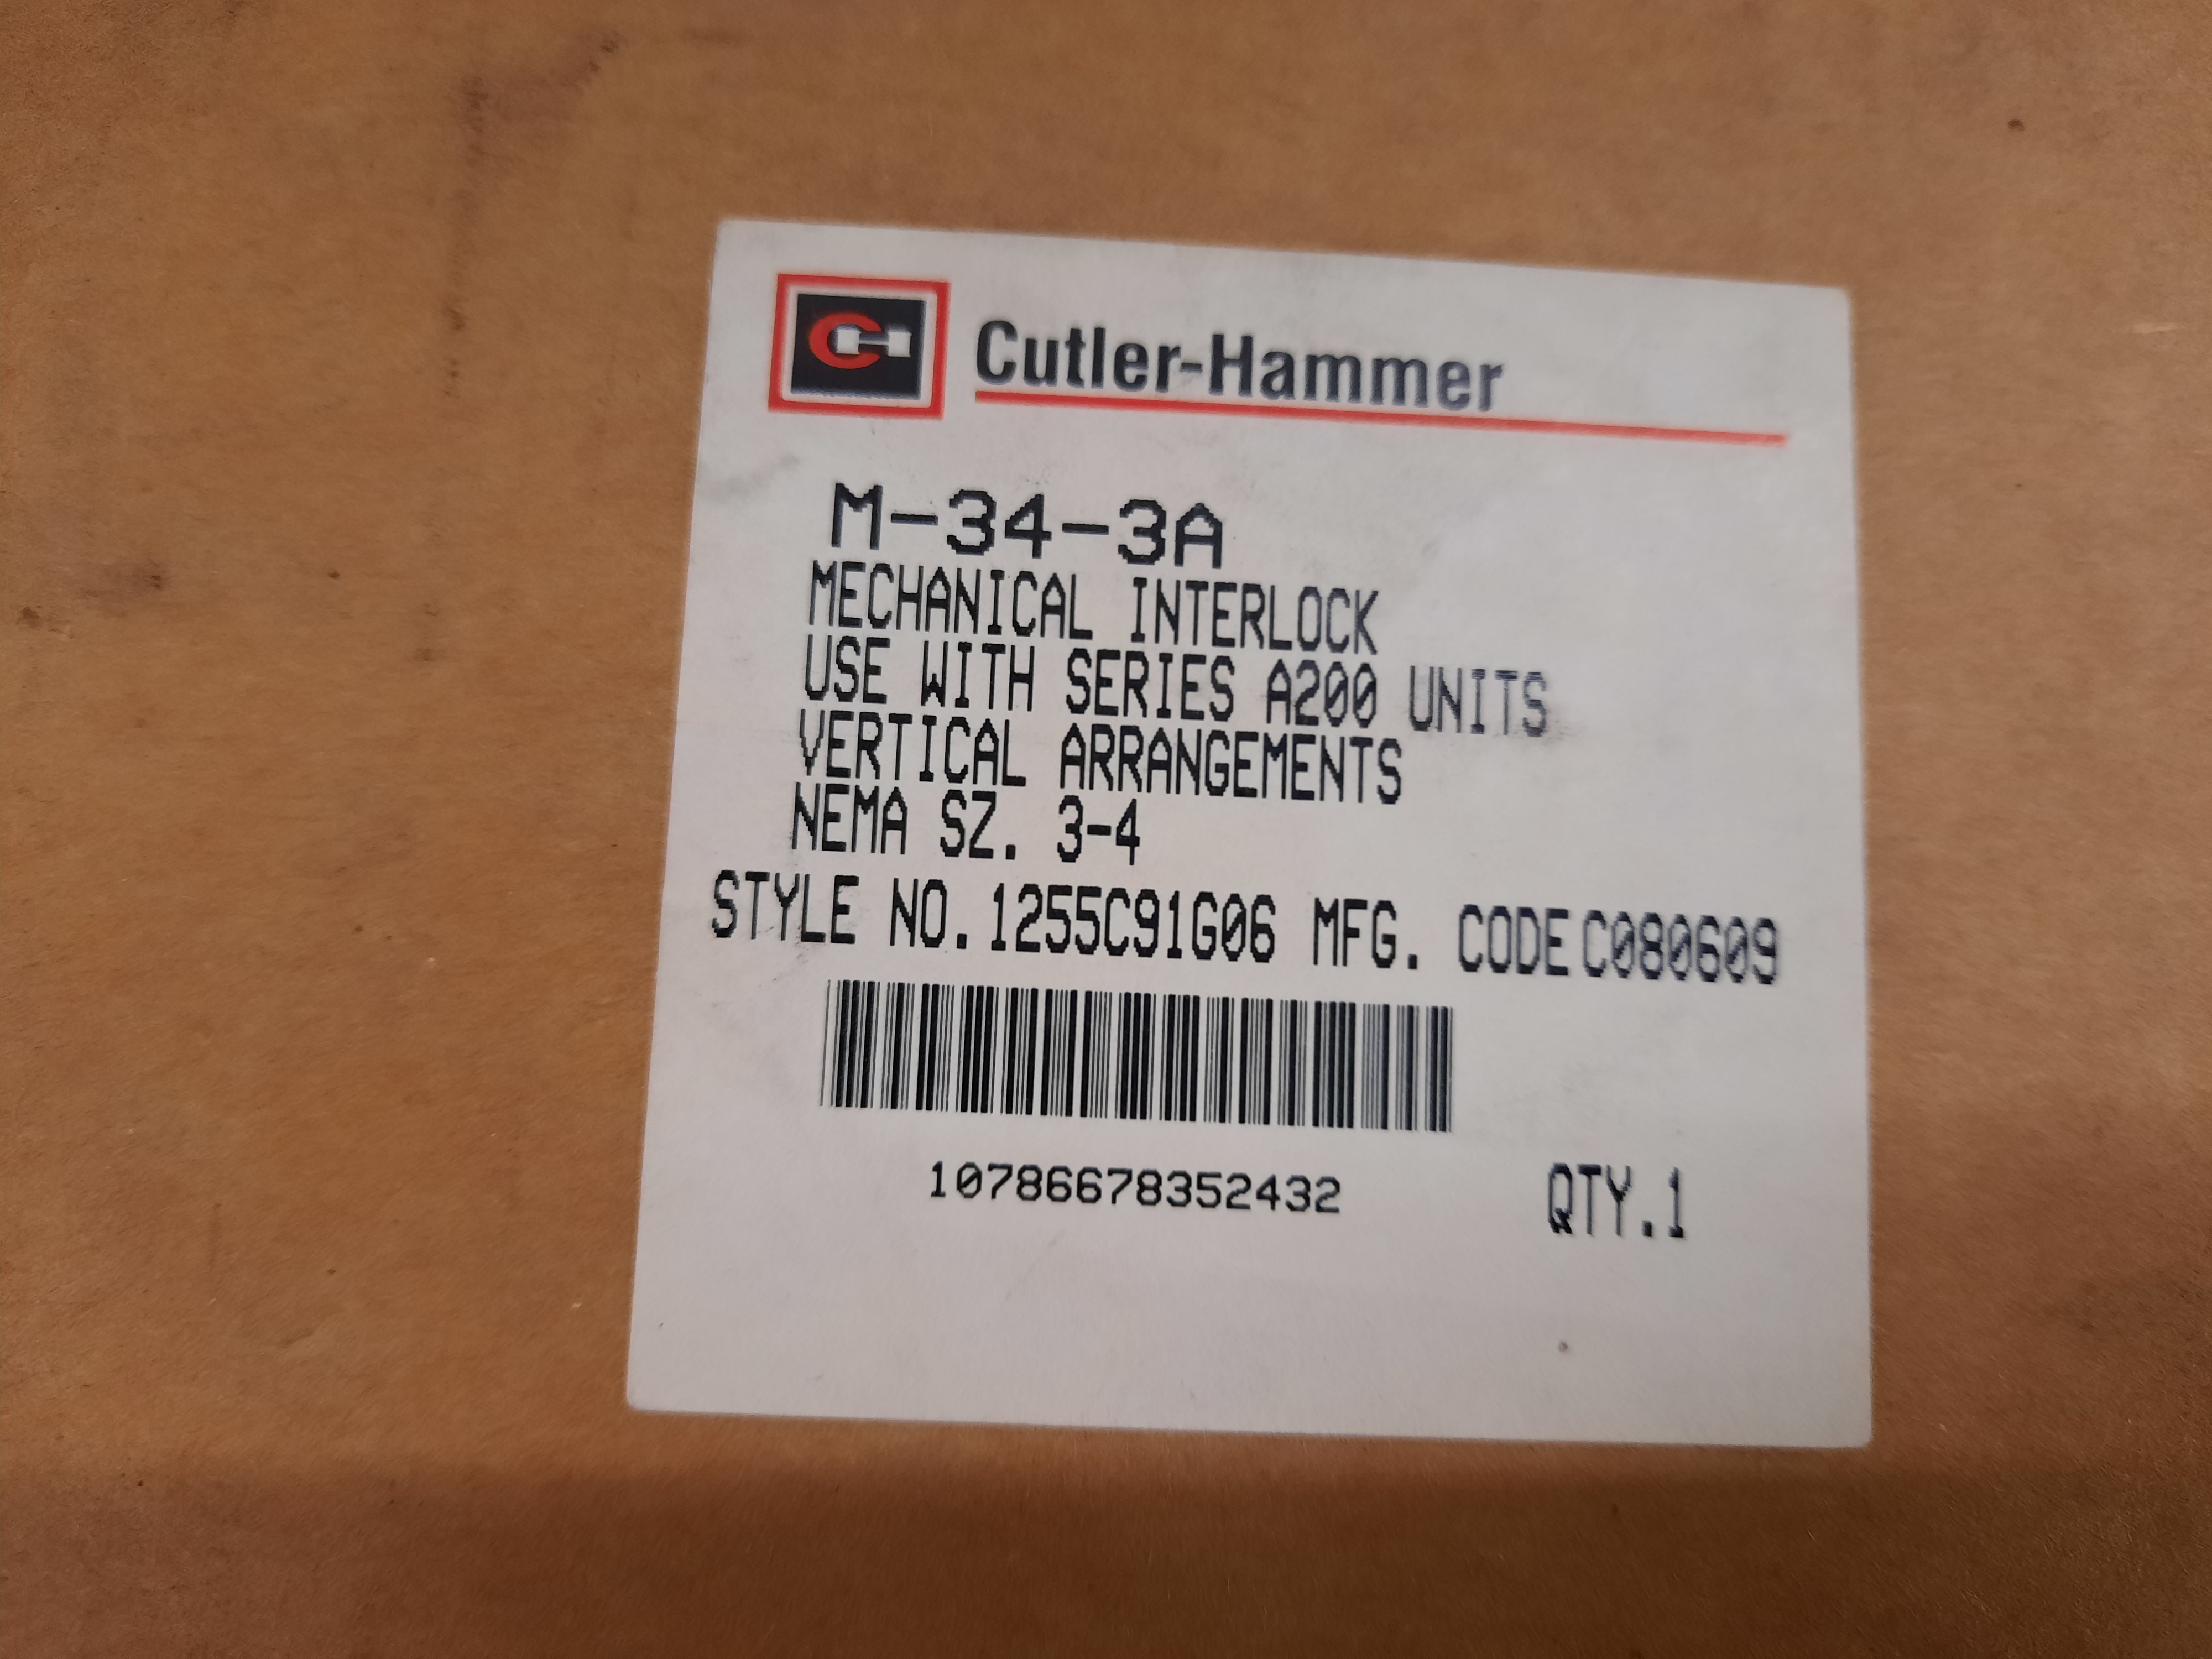 Cutler-Hammer
M-34-3A
MECHANICAL INTERLOCK
USE WITH SERIES A200 UNITS
VERTICAL ARRANGEMENTS
NEMA SZ. 3-4
STYLE NO. 1255C91G06 MFG. CODE C080609
10786678352432 QTY.1